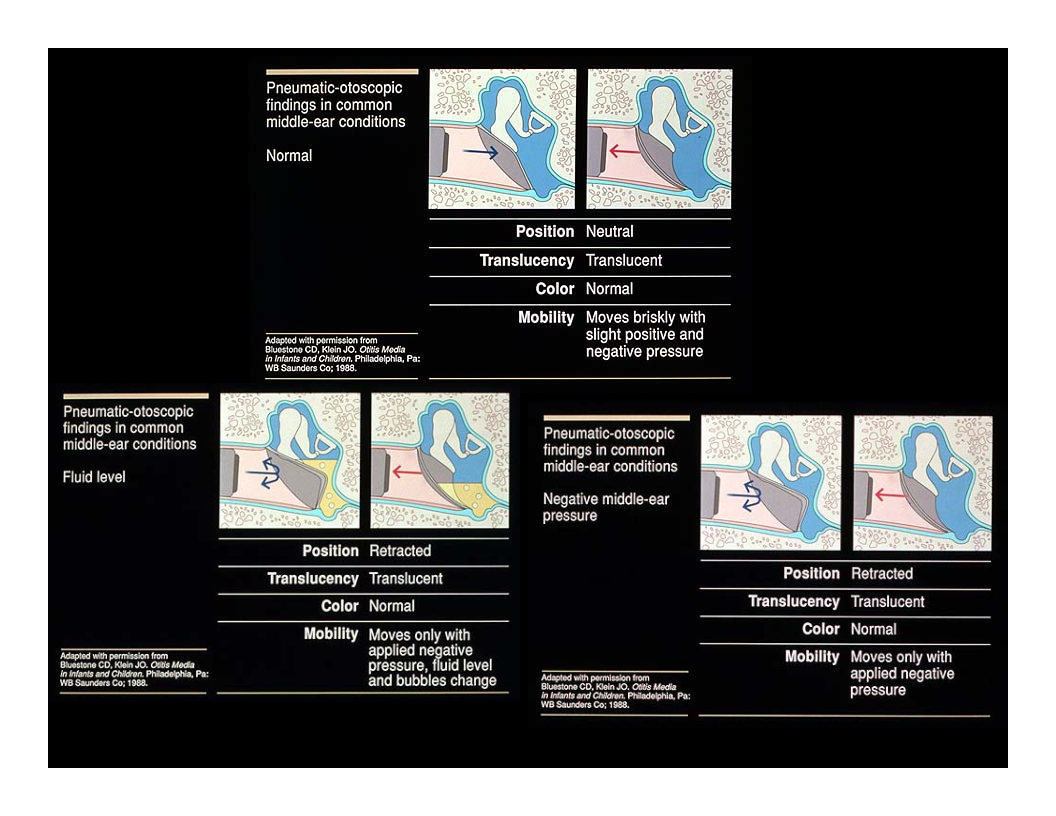 Pneumatic-otoscopic
findings in common
middle-ear conditions
Normal
Position Neutral
Translucency Translucent
Color Normal
Mobility Moves briskly with
slight positive and
negative pressure
Adapted with permission from
Bluestone CD, Klein JO. Otitis Media
in Infants and Children. Philadelphia, Pa:
WB Saunders Co; 1988.
Pneumatic-otoscopic
findings in common
middle-ear conditions
Fluid level
Position Retracted
Translucency Translucent
Color Normal
Mobility Moves only with
applied negative
pressure, fluid level
and bubbles change
Adapted with permission from
Bluestone CD, Klein JO. Otitis Media
in Infants and Children. Philadelphia, Pa:
WB Saunders Co; 1988.
Pneumatic-otoscopic
findings in common
middle-ear conditions
Negative middle-ear
pressure
Position Retracted
Translucency Translucent
Color Normal
Mobility Moves only with
applied negative
pressure
Adapted with permission from
Bluestone CD, Klein JO. Otitis Media
in Infants and Children. Philadelphia, Pa:
WB Saunders Co; 1988.